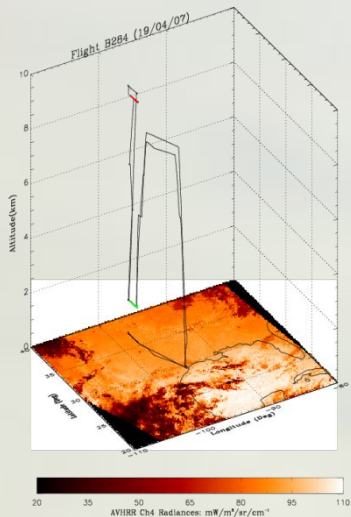 Flight B284 (19/04/07)
10
8
6
4
2
0
Altitude(km)
40
35
30
25
20
Latitude (Deg)
-110
-100
-90
-80
Longitude (Deg)
20 35 50 65 80 95 110
AVHRR Ch4 Radiances: mW/m²/sr/cm⁻¹